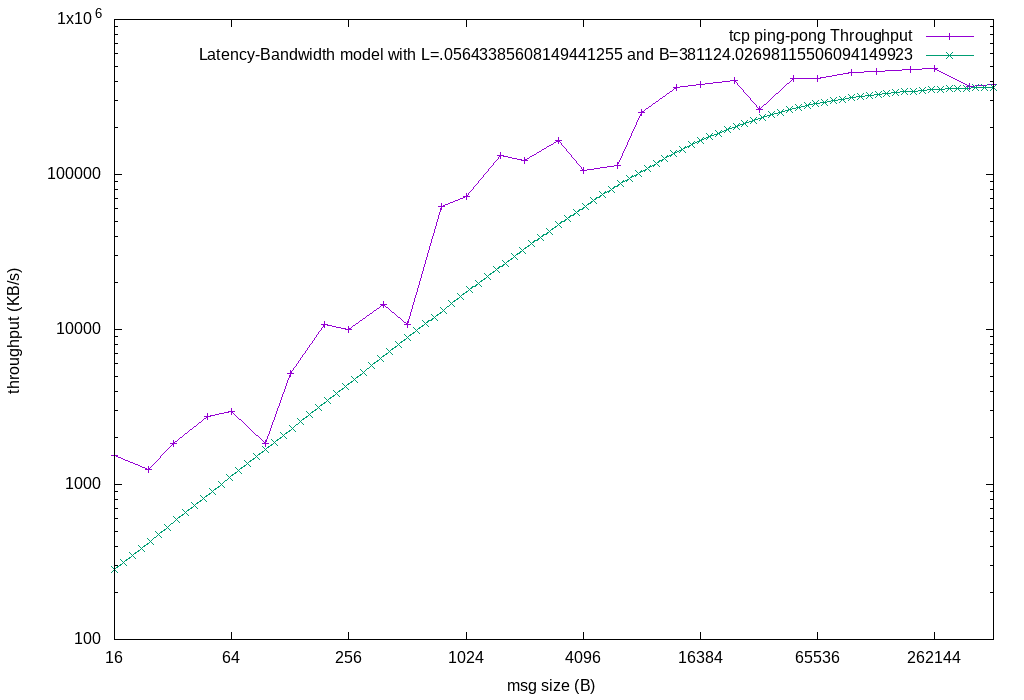 1x10^6
tcp ping-pong Throughput
Latency-Bandwidth model with L=.05643385608149441255 and B=381124.02698115506094149923
100000
10000
1000
100
throughput (KB/s)
16 64 256 1024 4096 16384 65536 262144
msg size (B)